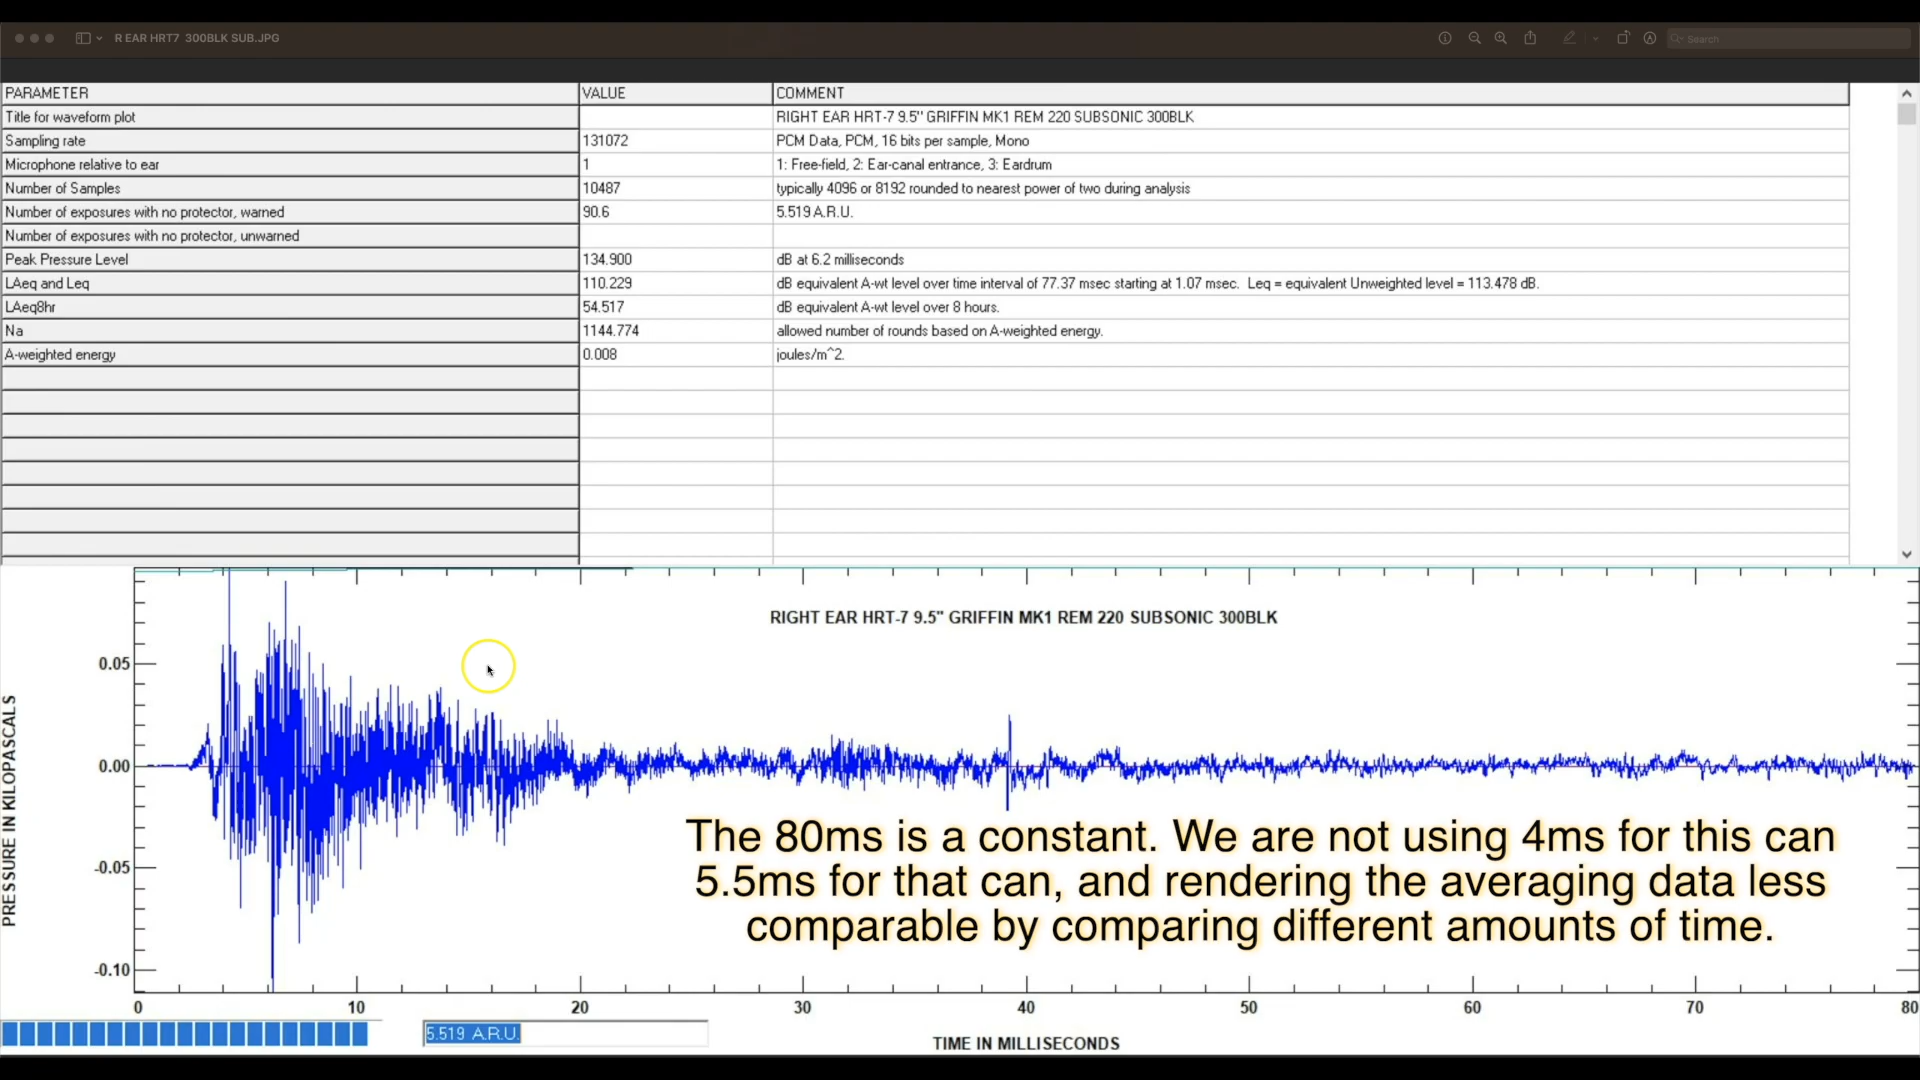 R EAR HRT7 300BLK SUB.JPG
Search
PARAMETER VALUE COMMENT
Title for waveform plot RIGHT EAR HRT-7 9.5" GRIFFIN MK1 REM 220 SUBSONIC 300BLK
Sampling rate 131072 PCM Data, PCM, 16 bits per sample, Mono
Microphone relative to ear 1 1: Free-field, 2: Ear-canal entrance, 3: Eardrum
Number of Samples 10487 typically 4096 or 8192 rounded to nearest power of two during analysis
Number of exposures with no protector, warned 90.6 5.519 A.R.U.
Number of exposures with no protector, unwarned
Peak Pressure Level 134.900 dB at 6.2 milliseconds
LAeq and Leq 110.229 dB equivalent A-wt level over time interval of 77.37 msec starting at 1.07 msec. Leq = equivalent Unweighted level = 113.478 dB.
LAeq8hr 54.517 dB equivalent A-wt level over 8 hours.
Na 1144.774 allowed number of rounds based on A-weighted energy.
A-weighted energy 0.008 joules/m^2.
RIGHT EAR HRT-7 9.5" GRIFFIN MK1 REM 220 SUBSONIC 300BLK
PRESSURE IN KILOPASCALS
0.05
0.00
-0.05
-0.10
The 80ms is a constant. We are not using 4ms for this can
5.5ms for that can, and rendering the averaging data less
comparable by comparing different amounts of time.
0 10 20 30 40 50 60 70 80
5.519 A.R.U.
TIME IN MILLISECONDS